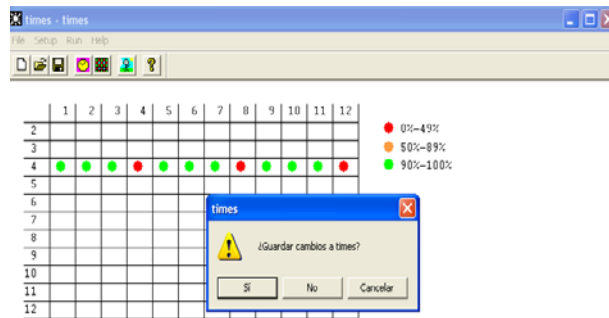 times - times
File Setup Run Help
1 2 3 4 5 6 7 8 9 10 11 12
2
0%-49%
3
50%-89%
4
90%-100%
5
6
times
7
8
¿Guardar cambios a times?
9
10
11
Sí No Cancelar
12